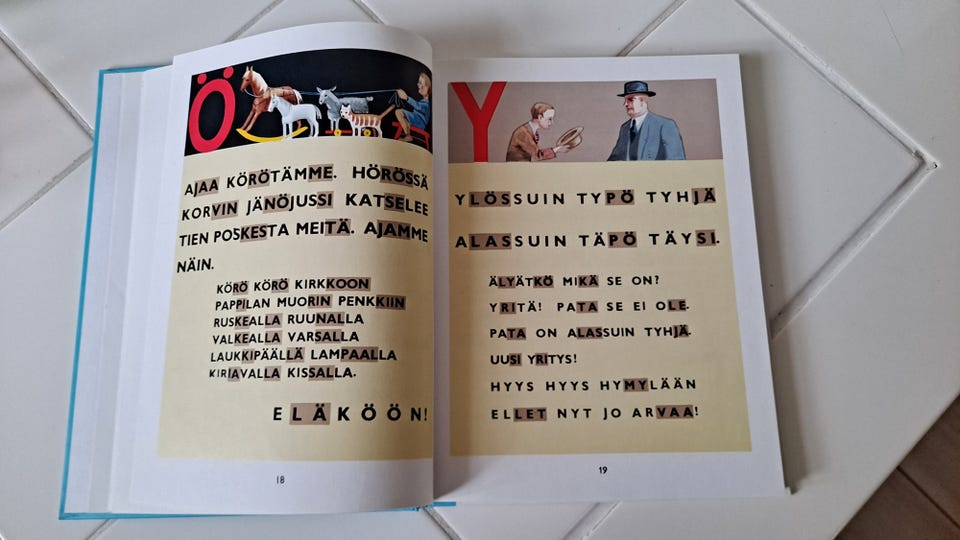 Ö
AJAA KÖRÖTÄMME. HÖRÖSSÄ
KORVIN JÄNÖJUSSI KATSELEE
TIEN POSKESTA MEITÄ. AJAMME
NÄIN.
KÖRÖ KÖRÖ KIRKKOON
PAPPILAN MUORIN PENKKIIN
RUSKEALLA RUUNALLA
VALKEALLA VARSALLA
LAUKKIPÄÄLLÄ LAMPAALLA
KIRJAVALLA KISSALLA.
ELÄKÖÖN!
18
Y
YLÖSSUIN TYPÖ TYHJÄ
ALASSUIN TÄPÖ TÄYSI.
ÄLYÄTKÖ MIKÄ SE ON?
YRITÄ! PATA SE EI OLE.
PATA ON ALASSUIN TYHJÄ.
UUSI YRITYS!
HYYS HYYS HYMYLÄÄN
ELLET NYT JO ARVAA!
19